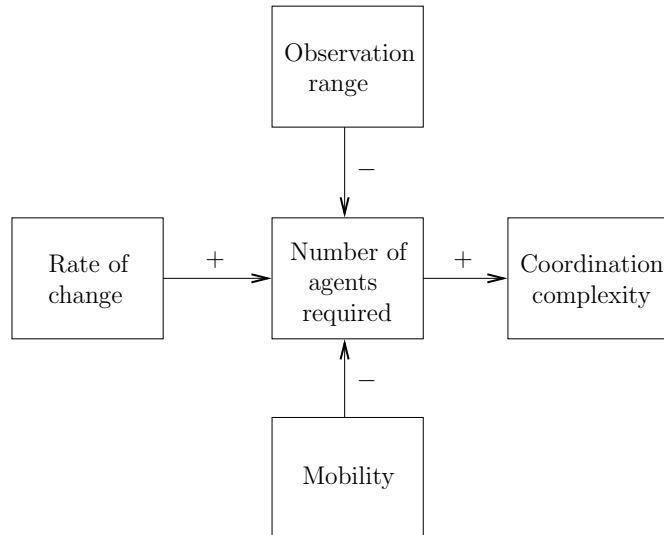 Observation
range
−
Rate of
change
+
Number of
agents
required
+
Coordination
complexity
−
Mobility